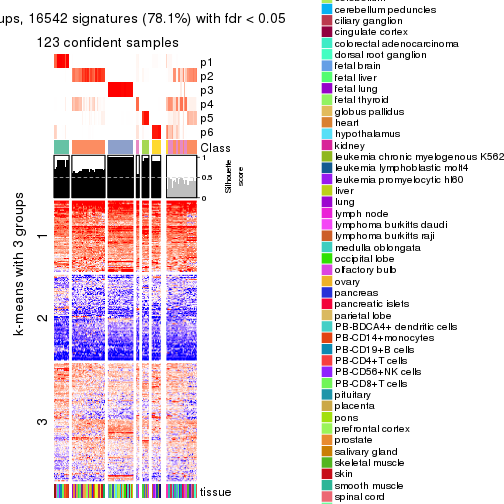 ups, 16542 signatures (78.1%) with fdr < 0.05
123 confident samples
p1
p2
p3
p4
p5
p6
Class
1
0.5
0
Silhouette
score
k-means with 3 groups
1
2
3
tissue
cerebellum peduncles
ciliary ganglion
cingulate cortex
colorectal adenocarcinoma
dorsal root ganglion
fetal brain
fetal liver
fetal lung
fetal thyroid
globus pallidus
heart
hypothalamus
kidney
leukemia chronic myelogenous K562
leukemia lymphoblastic molt4
leukemia promyelocytic hl60
liver
lung
lymph node
lymphoma burkitts daudi
lymphoma burkitts raji
medulla oblongata
occipital lobe
olfactory bulb
ovary
pancreas
pancreatic islets
parietal lobe
PB-BDCA4+ dendritic cells
PB-CD14+monocytes
PB-CD19+B cells
PB-CD4+T cells
PB-CD56+NK cells
PB-CD8+T cells
pituitary
placenta
pons
prefrontal cortex
prostate
salivary gland
skeletal muscle
skin
smooth muscle
spinal cord